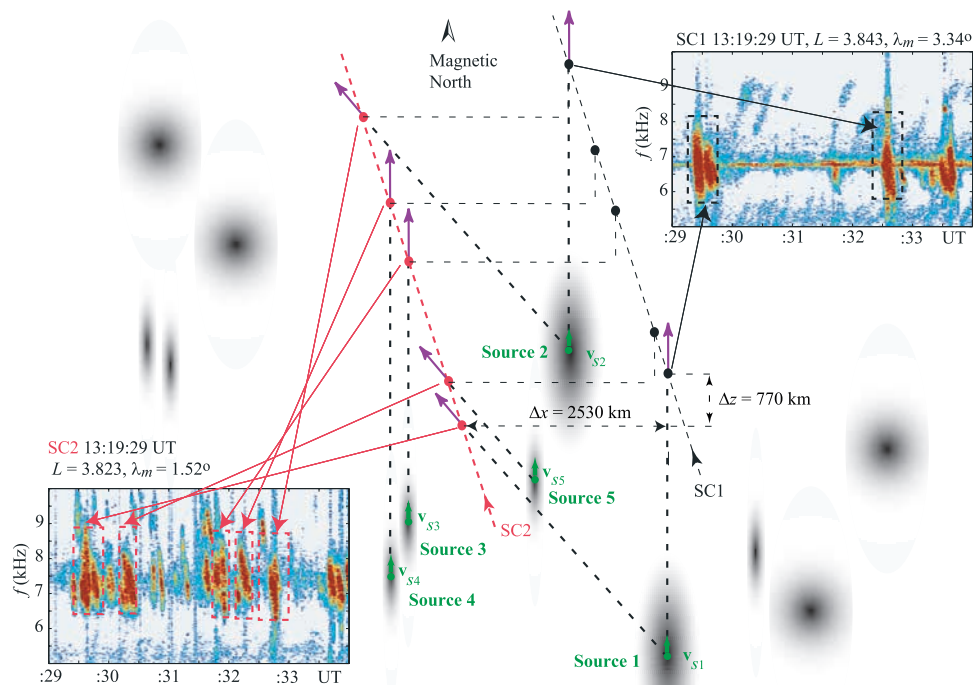 SC1 13:19:29 UT, L = 3.843, λm = 3.34º
Magnetic
North
f (kHz)
9
8
7
6
:29 :30 :31 :32 :33 UT
Source 2
vS2
Δx = 2530 km
Δz = 770 km
SC2 13:19:29 UT
L = 3.823, λm = 1.52º
vS5
Source 5
SC1
SC2
vS3
Source 3
vS4
Source 4
f (kHz)
9
8
7
6
:29 :30 :31 :32 :33 UT
Source 1
vS1